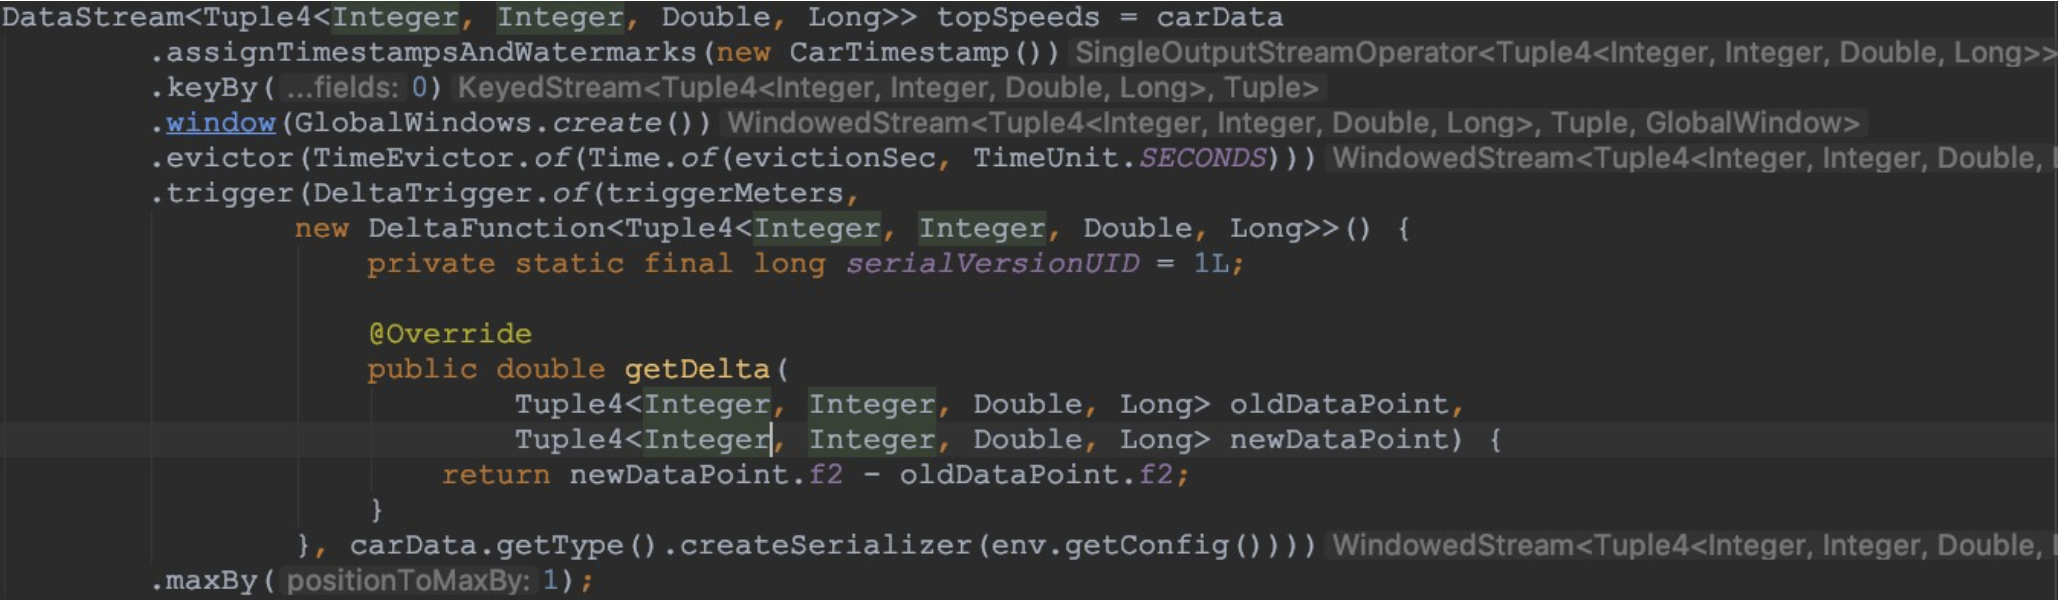 DataStream<Tuple4<Integer, Integer, Double, Long>> topSpeeds = carData
.assignTimestampsAndWatermarks(new CarTimestamp()) SingleOutputStreamOperator<Tuple4<Integer, Integer, Double, Long>>
.keyBy( ...fields: 0) KeyedStream<Tuple4<Integer, Integer, Double, Long>, Tuple>
.window(GlobalWindows.create()) WindowedStream<Tuple4<Integer, Integer, Double, Long>, Tuple, GlobalWindow>
.evictor(TimeEvictor.of(Time.of(evictionSec, TimeUnit.SECONDS))) WindowedStream<Tuple4<Integer, Integer, Double,
.trigger(DeltaTrigger.of(triggerMeters,
new DeltaFunction<Tuple4<Integer, Integer, Double, Long>>() {
private static final long serialVersionUID = 1L;
@Override
public double getDelta(
Tuple4<Integer, Integer, Double, Long> oldDataPoint,
Tuple4<Integer, Integer, Double, Long> newDataPoint) {
return newDataPoint.f2 - oldDataPoint.f2;
}
}, carData.getType().createSerializer(env.getConfig()))) WindowedStream<Tuple4<Integer, Integer, Double,
.maxBy( positionToMaxBy: 1);